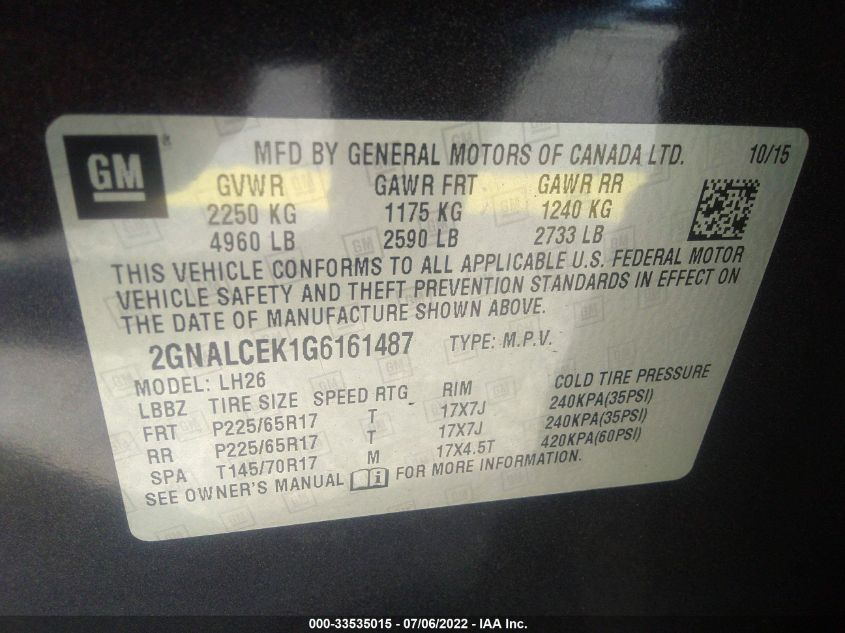 GM MFD BY GENERAL MOTORS OF CANADA LTD. 10/15
GVWR GAWR FRT GAWR RR
2250 KG 1175 KG 1240 KG
4960 LB 2590 LB 2733 LB
THIS VEHICLE CONFORMS TO ALL APPLICABLE U.S. FEDERAL MOTOR
VEHICLE SAFETY AND THEFT PREVENTION STANDARDS IN EFFECT ON
THE DATE OF MANUFACTURE SHOWN ABOVE.
2GNALCEK1G6161487 TYPE: M.P.V.
MODEL: LH26
LBBZ TIRE SIZE SPEED RTG RIM COLD TIRE PRESSURE
FRT P225/65R17 T 17X7J 240KPA(35PSI)
RR P225/65R17 T 17X7J 240KPA(35PSI)
SPA T145/70R17 M 17X4.5T 420KPA(60PSI)
SEE OWNER'S MANUAL FOR MORE INFORMATION.
000-33535015 - 07/06/2022 - IAA Inc.